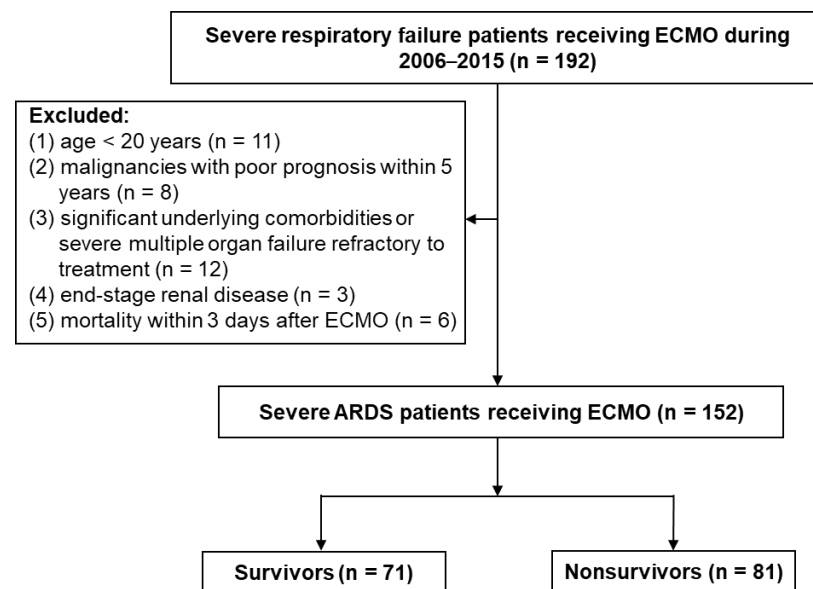 Severe respiratory failure patients receiving ECMO during
2006–2015 (n = 192)
Excluded:
(1) age < 20 years (n = 11)
(2) malignancies with poor prognosis within 5
years (n = 8)
(3) significant underlying comorbidities or
severe multiple organ failure refractory to
treatment (n = 12)
(4) end-stage renal disease (n = 3)
(5) mortality within 3 days after ECMO (n = 6)
Severe ARDS patients receiving ECMO (n = 152)
Survivors (n = 71)
Nonsurvivors (n = 81)